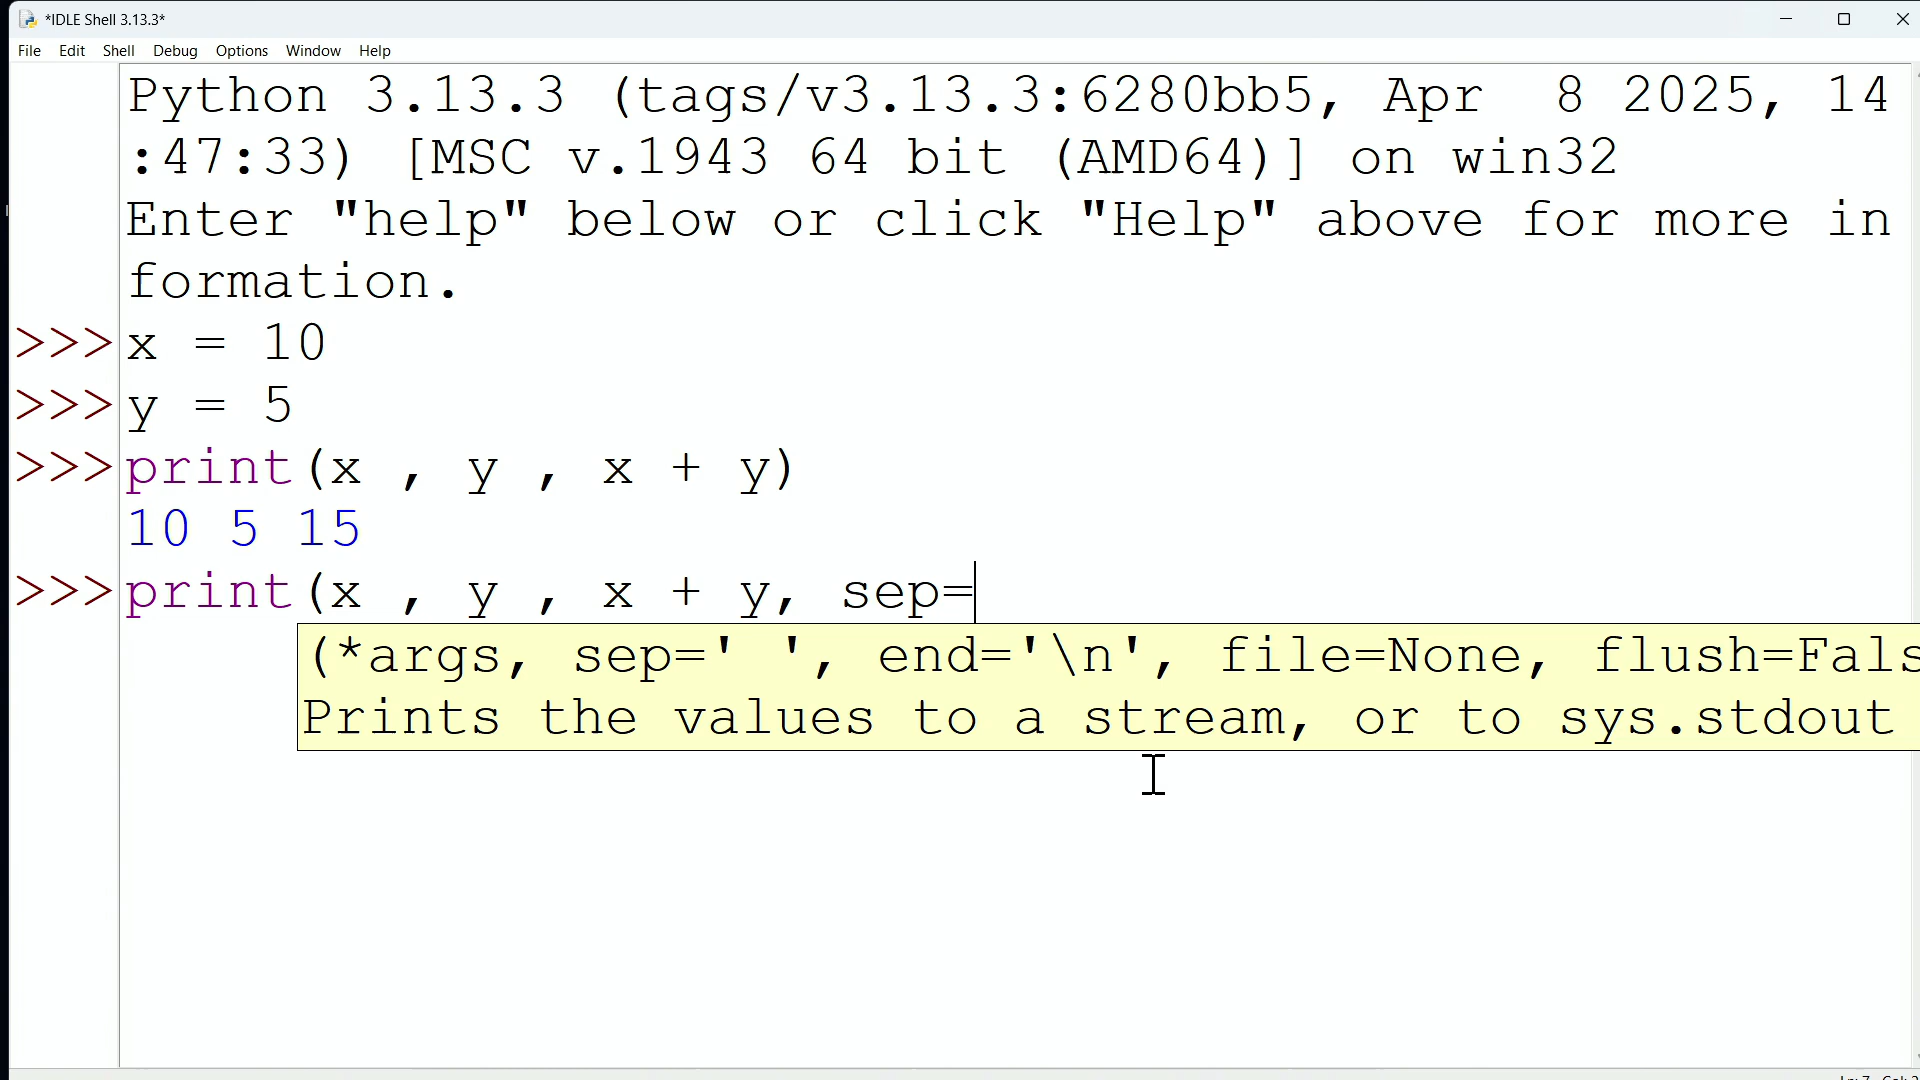 *IDLE Shell 3.13.3*
File Edit Shell Debug Options Window Help
Python 3.13.3 (tags/v3.13.3:6280bb5, Apr  8 2025, 14
:47:33) [MSC v.1943 64 bit (AMD64)] on win32
Enter "help" below or click "Help" above for more in
formation.
>>> x = 10
>>> y = 5
>>> print(x , y , x + y)
10 5 15
>>> print(x , y , x + y, sep=
(*args, sep=' ', end='\n', file=None, flush=Fals
Prints the values to a stream, or to sys.stdout